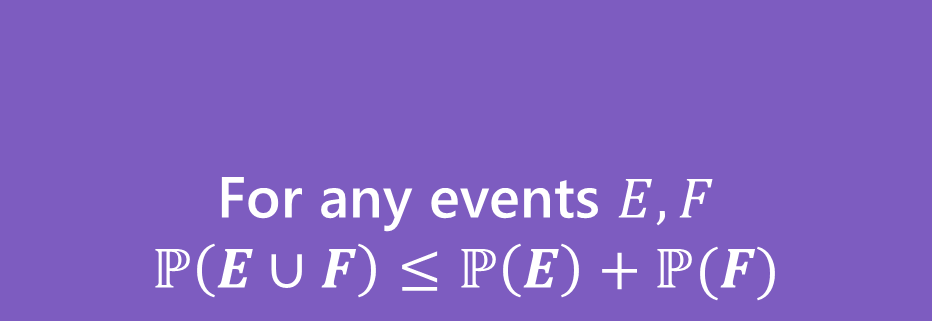 For any events 𝐸, 𝐹
ℙ(𝑬 ∪ 𝑭) ≤ ℙ(𝑬) + ℙ(𝑭)